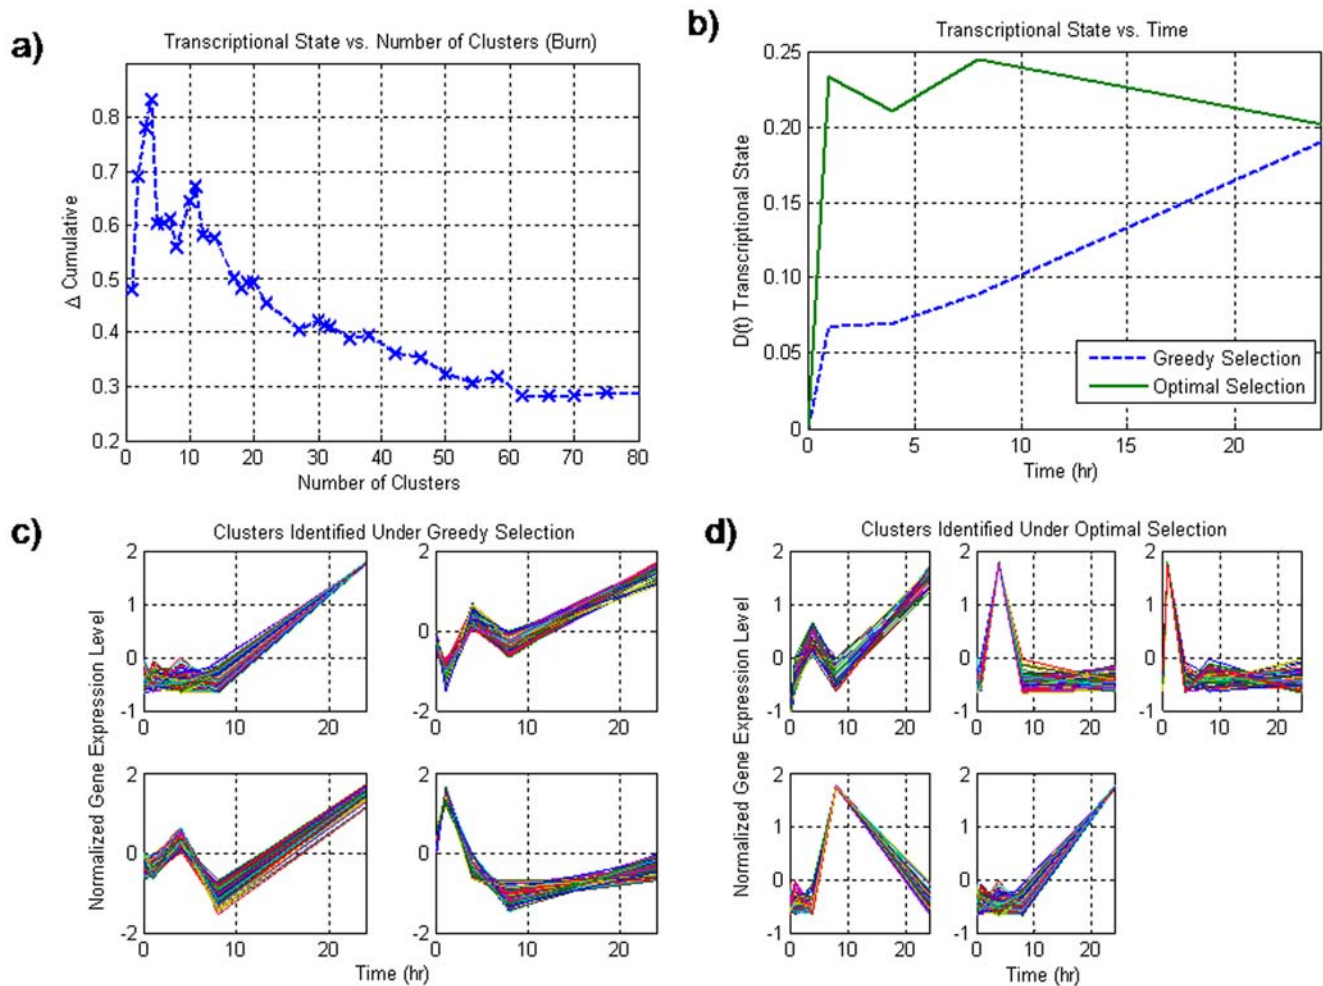 a)
Transcriptional State vs. Number of Clusters (Burn)
Δ Cumulative
0.8
0.7
0.6
0.5
0.4
0.3
0.2
0 10 20 30 40 50 60 70 80
Number of Clusters
b)
Transcriptional State vs. Time
D(t) Transcriptional State
0.25
0.20
0.15
0.10
0.05
0
0 5 10 15 20
Time (hr)
Greedy Selection
Optimal Selection
c)
Clusters Identified Under Greedy Selection
Normalized Gene Expression Level
2
1
0
-1
0 10 20
2
0
-2
0 10 20
2
0
-2
0 10 20
2
0
-2
0 10 20
Time (hr)
d)
Clusters Identified Under Optimal Selection
Normalized Gene Expression Level
2
1
0
-1
0 10 20
2
1
0
-1
0 10 20
2
1
0
-1
0 10 20
2
1
0
-1
0 10 20
2
1
0
-1
0 10 20
Time (hr)